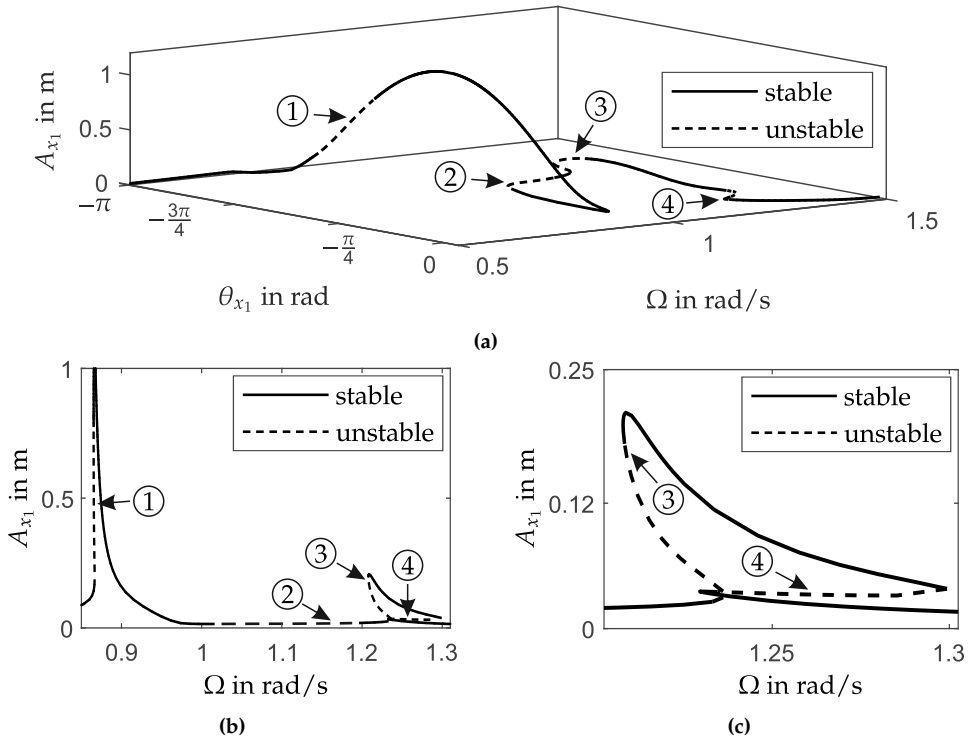 1
0.5
0
A_{x_1} in m
−π
−3π/4
−π/4
0
θ_{x_1} in rad
0.5
1
1.5
Ω in rad/s
stable
unstable
①
②
③
④
(a)
1
0.5
0
A_{x_1} in m
0.9
1
1.1
1.2
1.3
Ω in rad/s
stable
unstable
①
②
③
④
(b)
0.25
0.12
0
A_{x_1} in m
1.25
1.3
Ω in rad/s
stable
unstable
③
④
(c)